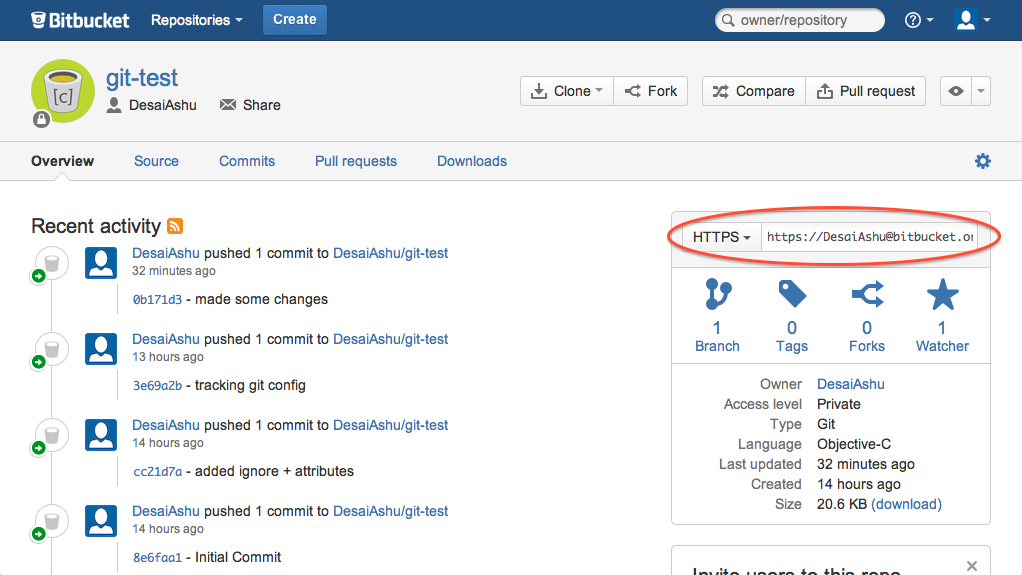 Bitbucket Repositories Create owner/repository
git-test
[c]
DesaiAshu Share
Clone Fork Compare Pull request
Overview Source Commits Pull requests Downloads
Recent activity
DesaiAshu pushed 1 commit to DesaiAshu/git-test
32 minutes ago
0b171d3 - made some changes
DesaiAshu pushed 1 commit to DesaiAshu/git-test
13 hours ago
3e69a2b - tracking git config
DesaiAshu pushed 1 commit to DesaiAshu/git-test
14 hours ago
cc21d7a - added ignore + attributes
DesaiAshu pushed 1 commit to DesaiAshu/git-test
14 hours ago
8e6faa1 - Initial Commit
HTTPS https://DesaiAshu@bitbucket.or
1 0 0 1
Branch Tags Forks Watcher
Owner DesaiAshu
Access level Private
Type Git
Language Objective-C
Last updated 32 minutes ago
Created 14 hours ago
Size 20.6 KB (download)
Invite users to this repo